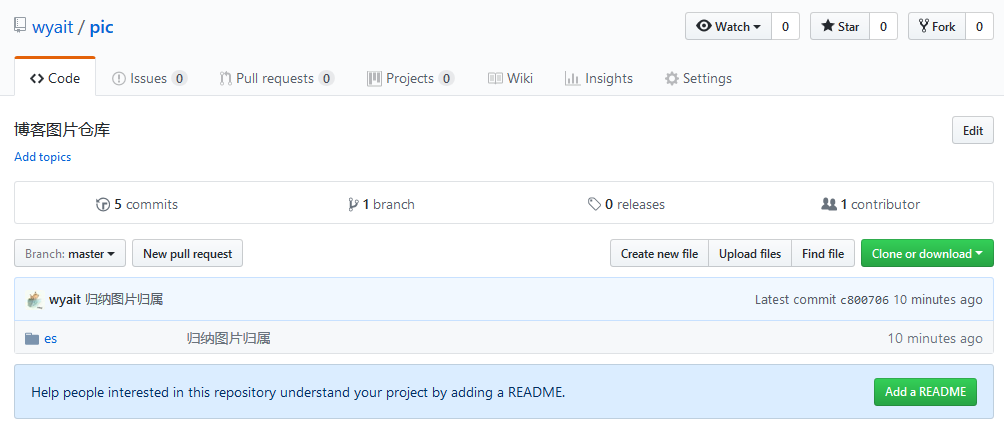 wyait / pic Watch 0 Star 0 Fork 0
Code Issues 0 Pull requests 0 Projects 0 Wiki Insights Settings
博客图片仓库 Edit
Add topics
5 commits 1 branch 0 releases 1 contributor
Branch: master New pull request Create new file Upload files Find file Clone or download
wyait 归纳图片归属 Latest commit c800706 10 minutes ago
es 归纳图片归属 10 minutes ago
Help people interested in this repository understand your project by adding a README. Add a README